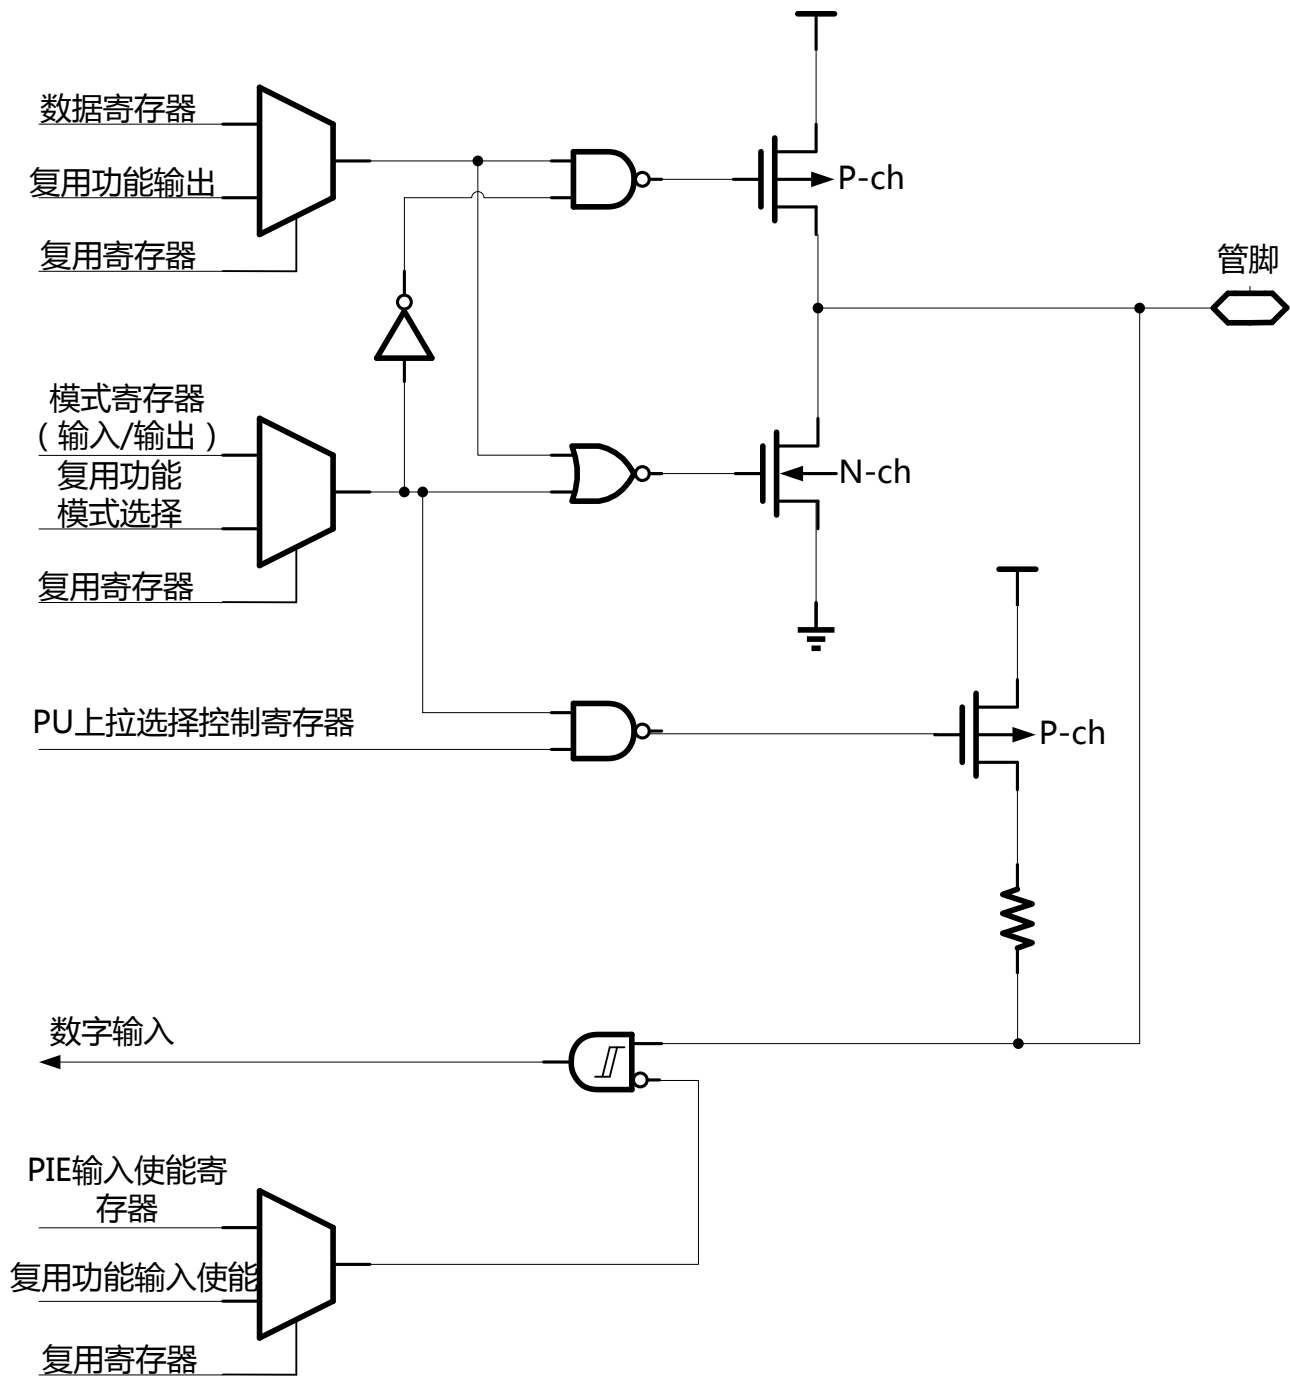 数据寄存器
复用功能输出
复用寄存器
P-ch
管脚
模式寄存器
（输入/输出）
复用功能
模式选择
N-ch
复用寄存器
PU上拉选择控制寄存器
P-ch
数字输入
PIE输入使能寄
存器
复用功能输入使能
复用寄存器